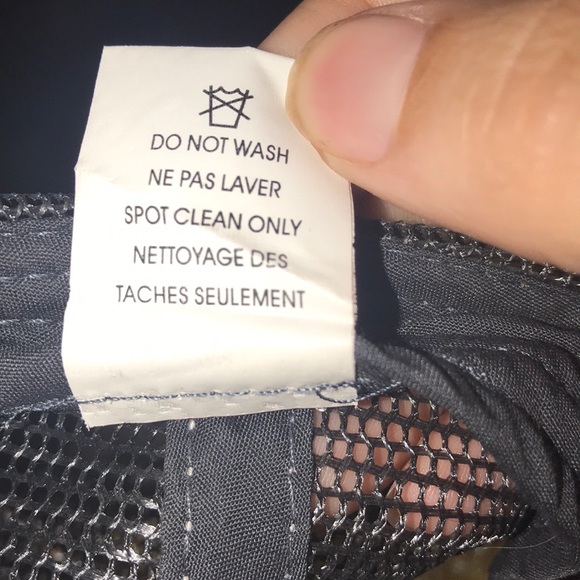 DO NOT WASH
NE PAS LAVER
SPOT CLEAN ONLY
NETTOYAGE DES
TACHES SEULEMENT